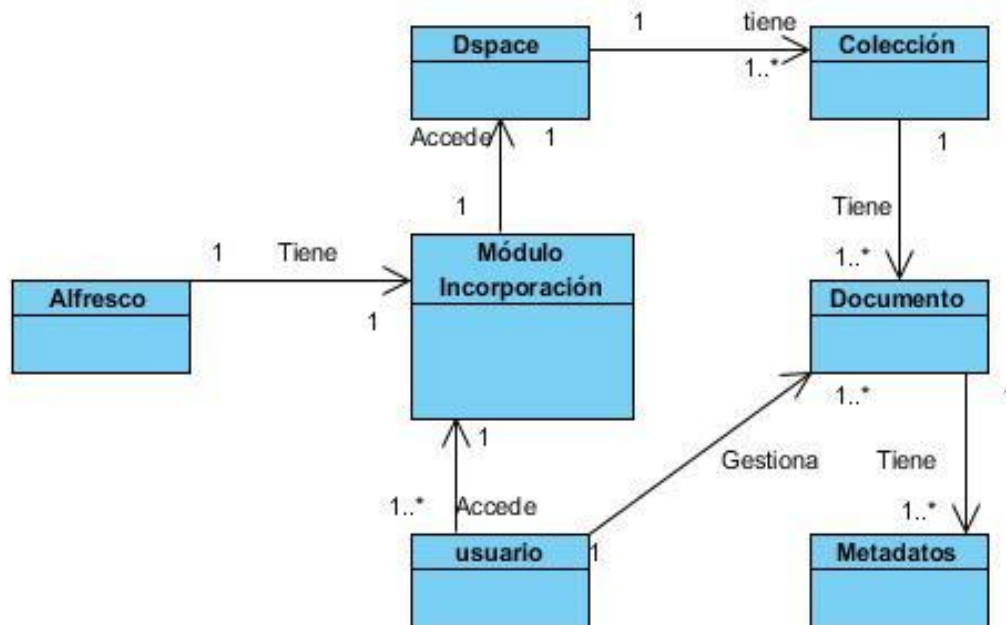 1
tiene
Dspace
Colección
1..*
Accede
1
1
1
Tiene
1
Tiene
Módulo
Incorporación
1..*
Alfresco
Documento
1
1
1..*
1
Gestiona
Tiene
1..*
Accede
1..*
usuario
1
Metadatos